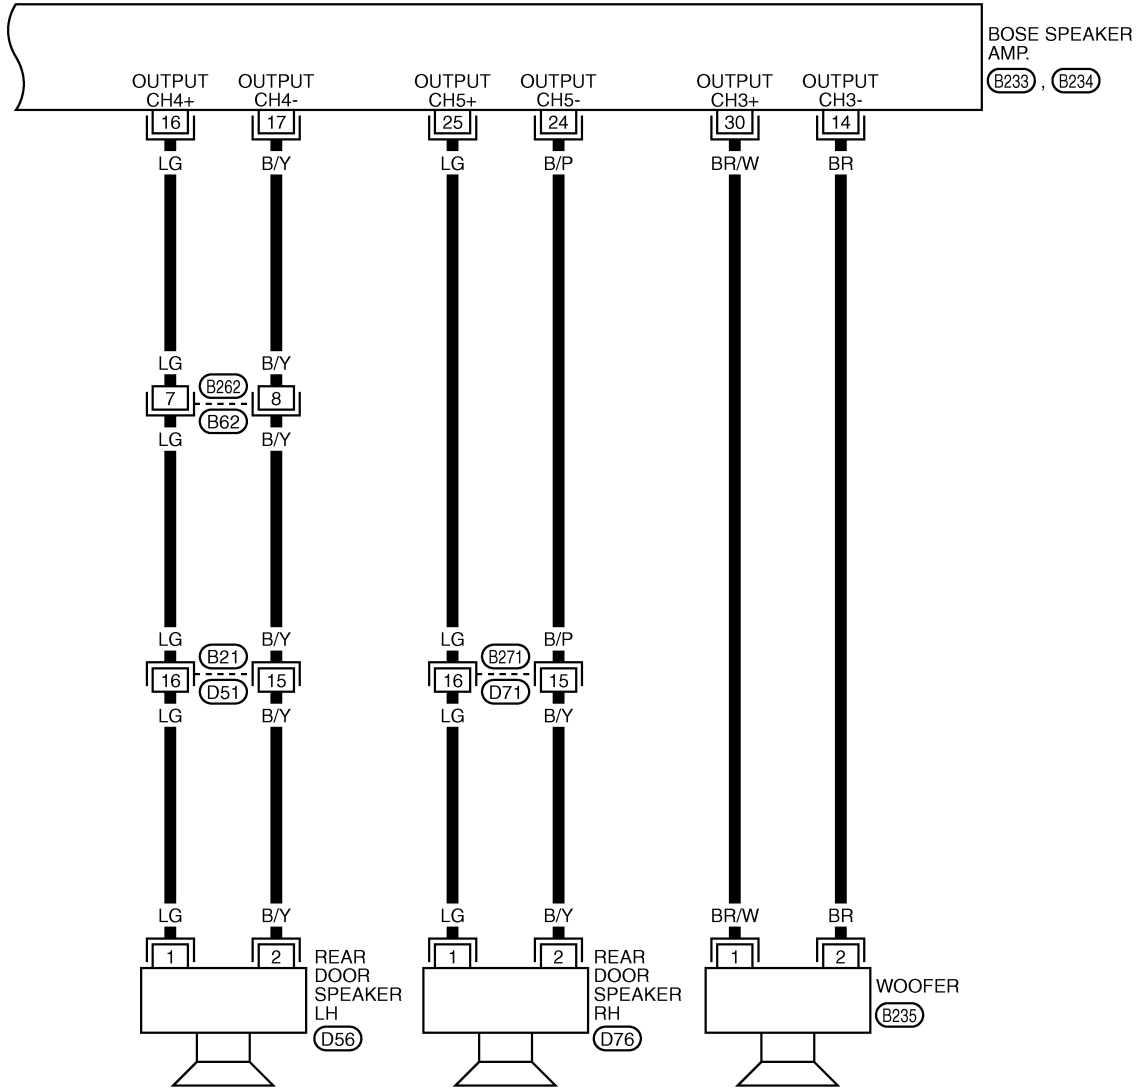 BOSE SPEAKER
AMP.
B233 , B234
OUTPUT OUTPUT OUTPUT OUTPUT OUTPUT OUTPUT
CH4+ CH4- CH5+ CH5- CH3+ CH3-
16 17 25 24 30 14
LG B/Y LG B/P BR/W BR
LG B/Y
B262
7 8
B62
LG B/Y
LG B/Y LG B/P
B21 B271
16 15 16 15
D51 D71
LG B/Y LG B/Y
LG B/Y LG B/Y BR/W BR
1 2 1 2 1 2
REAR
DOOR
SPEAKER
LH
D56
REAR
DOOR
SPEAKER
RH
D76
WOOFER
B235